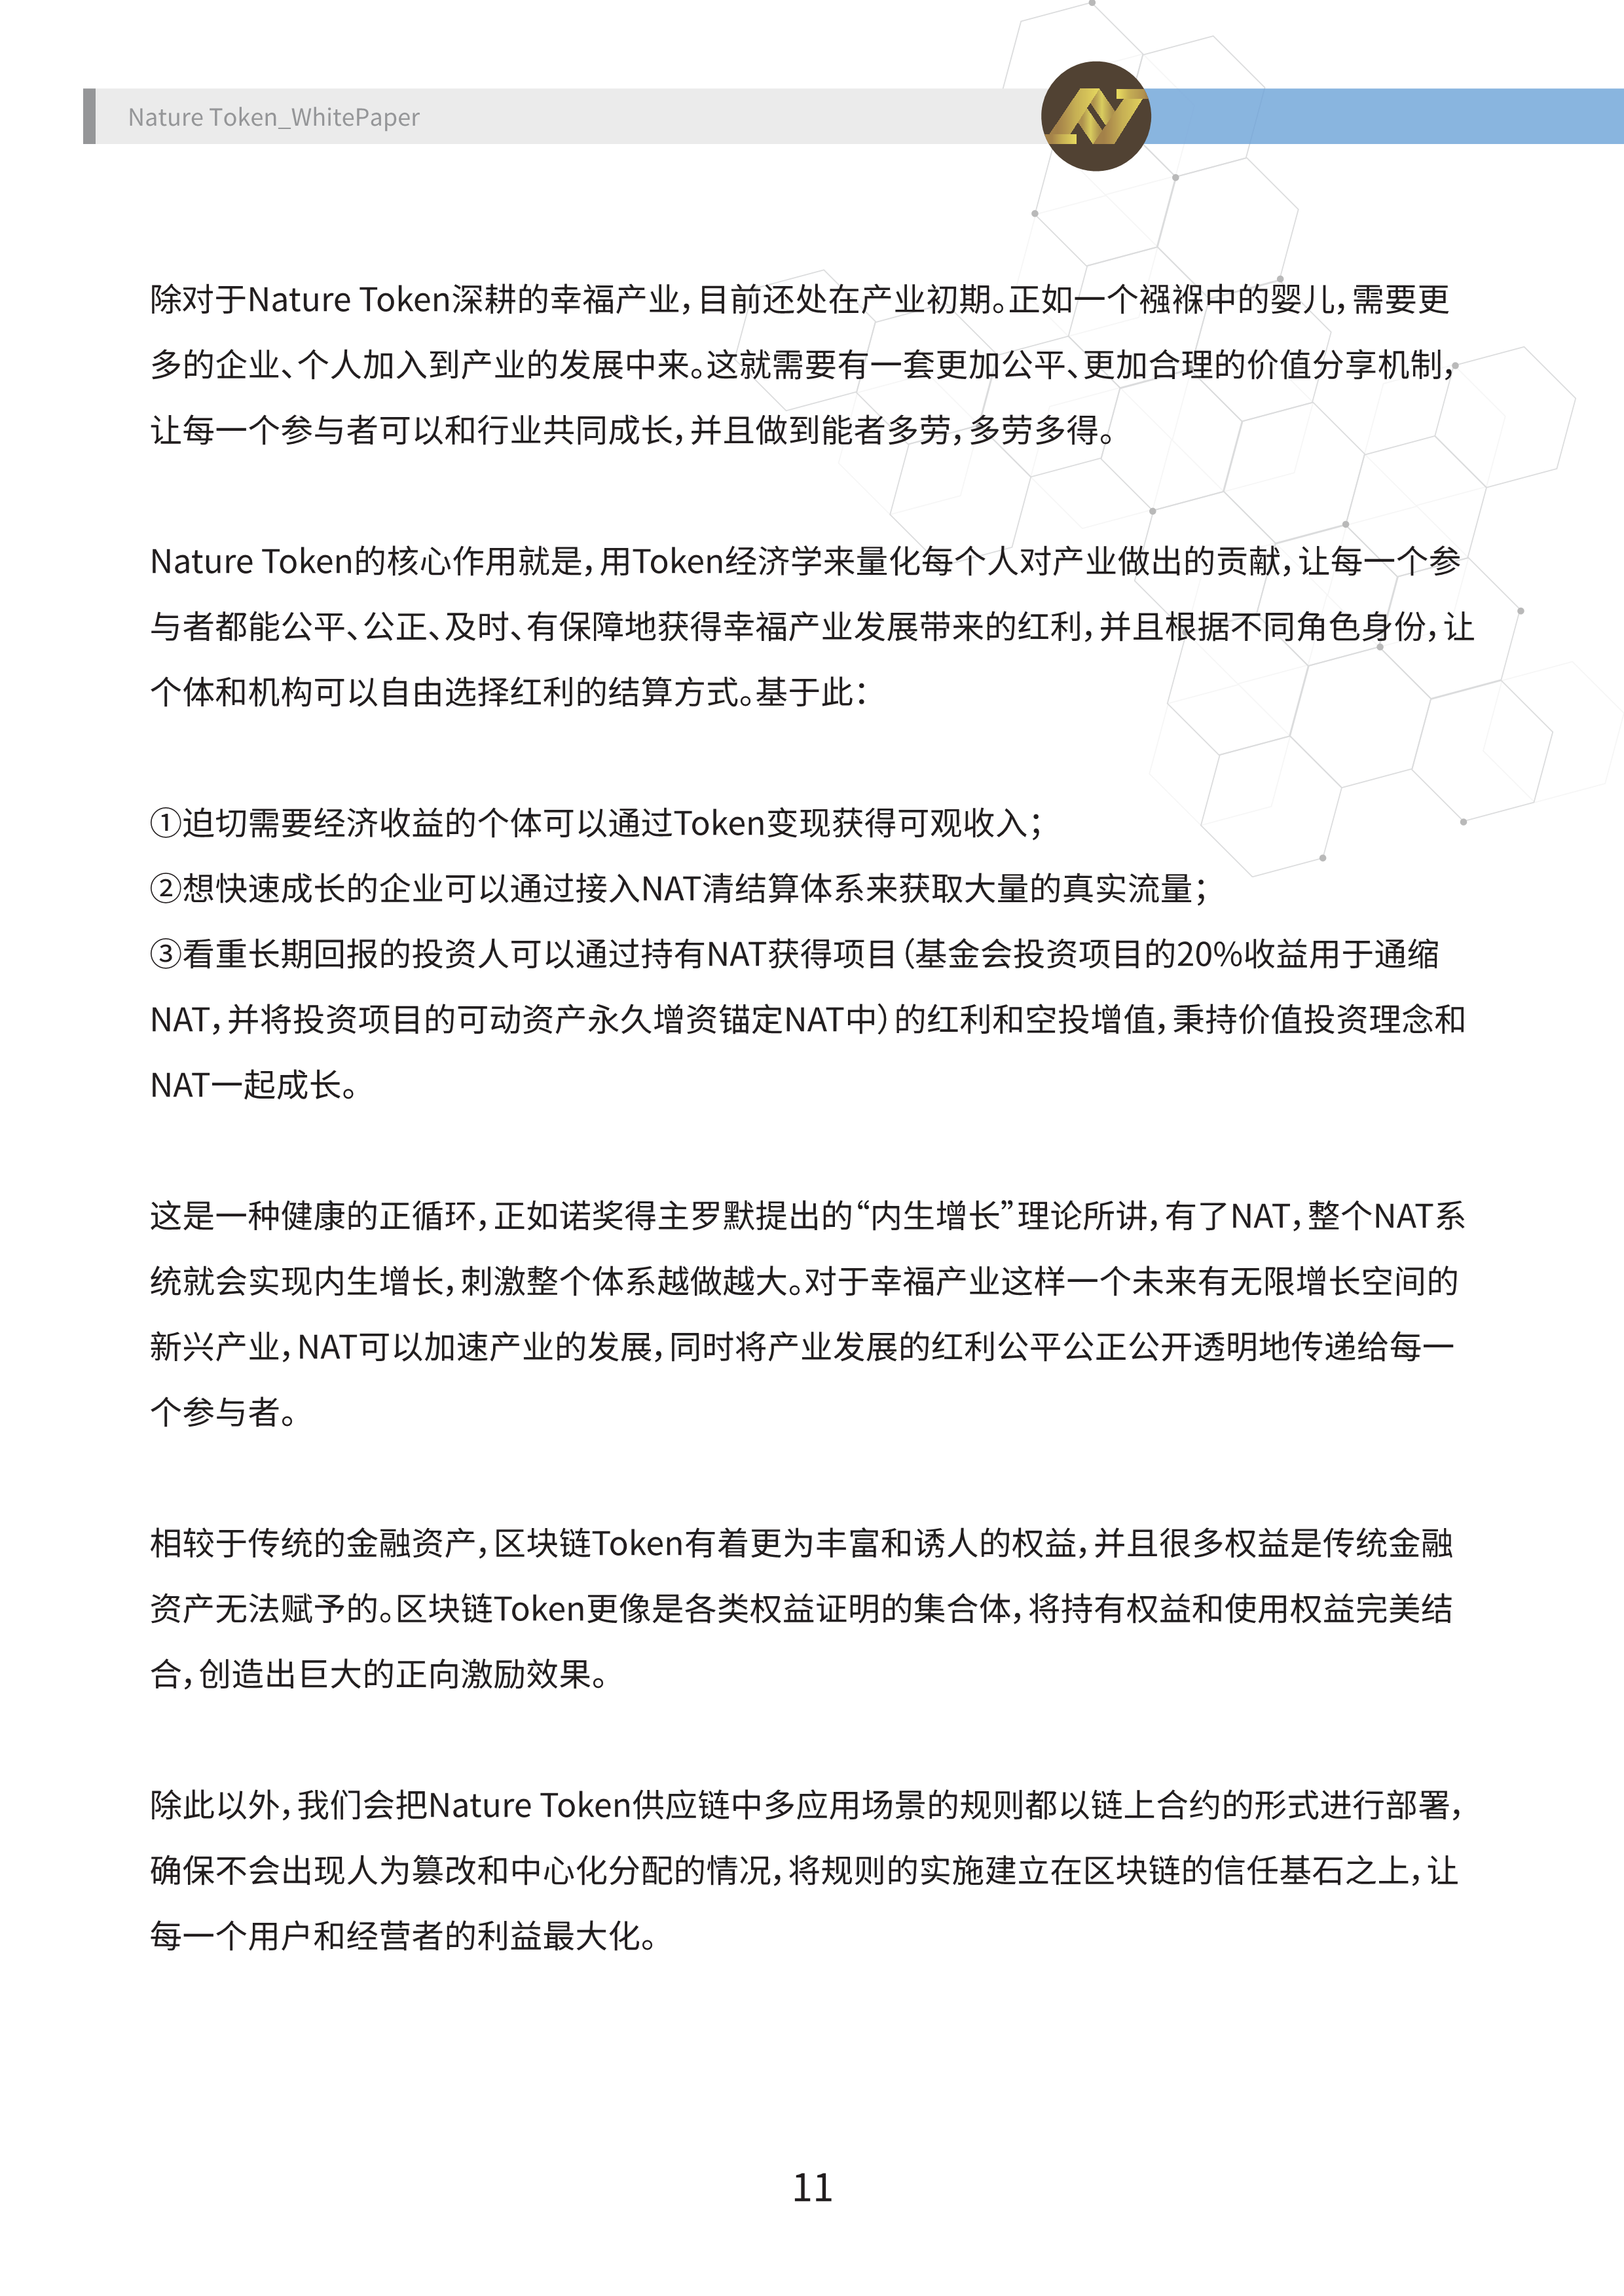 Nature Token_WhitePaper
除对于Nature Token深耕的幸福产业，目前还处在产业初期。正如一个襁褓中的婴儿，需要更
多的企业、个人加入到产业的发展中来。这就需要有一套更加公平、更加合理的价值分享机制，
让每一个参与者可以和行业共同成长，并且做到能者多劳，多劳多得。
Nature Token的核心作用就是，用Token经济学来量化每个人对产业做出的贡献，让每一个参
与者都能公平、公正、及时、有保障地获得幸福产业发展带来的红利，并且根据不同角色身份，让
个体和机构可以自由选择红利的结算方式。基于此：
①迫切需要经济收益的个体可以通过Token变现获得可观收入；
②想快速成长的企业可以通过接入NAT清结算体系来获取大量的真实流量；
③看重长期回报的投资人可以通过持有NAT获得项目（基金会投资项目的20%收益用于通缩
NAT，并将投资项目的可动资产永久增资锚定NAT中）的红利和空投增值，秉持价值投资理念和
NAT一起成长。
这是一种健康的正循环，正如诺奖得主罗默提出的“内生增长”理论所讲，有了NAT，整个NAT系
统就会实现内生增长，刺激整个体系越做越大。对于幸福产业这样一个未来有无限增长空间的
新兴产业，NAT可以加速产业的发展，同时将产业发展的红利公平公正公开透明地传递给每一
个参与者。
相较于传统的金融资产，区块链Token有着更为丰富和诱人的权益，并且很多权益是传统金融
资产无法赋予的。区块链Token更像是各类权益证明的集合体，将持有权益和使用权益完美结
合，创造出巨大的正向激励效果。
除此以外，我们会把Nature Token供应链中多应用场景的规则都以链上合约的形式进行部署，
确保不会出现人为篡改和中心化分配的情况，将规则的实施建立在区块链的信任基石之上，让
每一个用户和经营者的利益最大化。
11